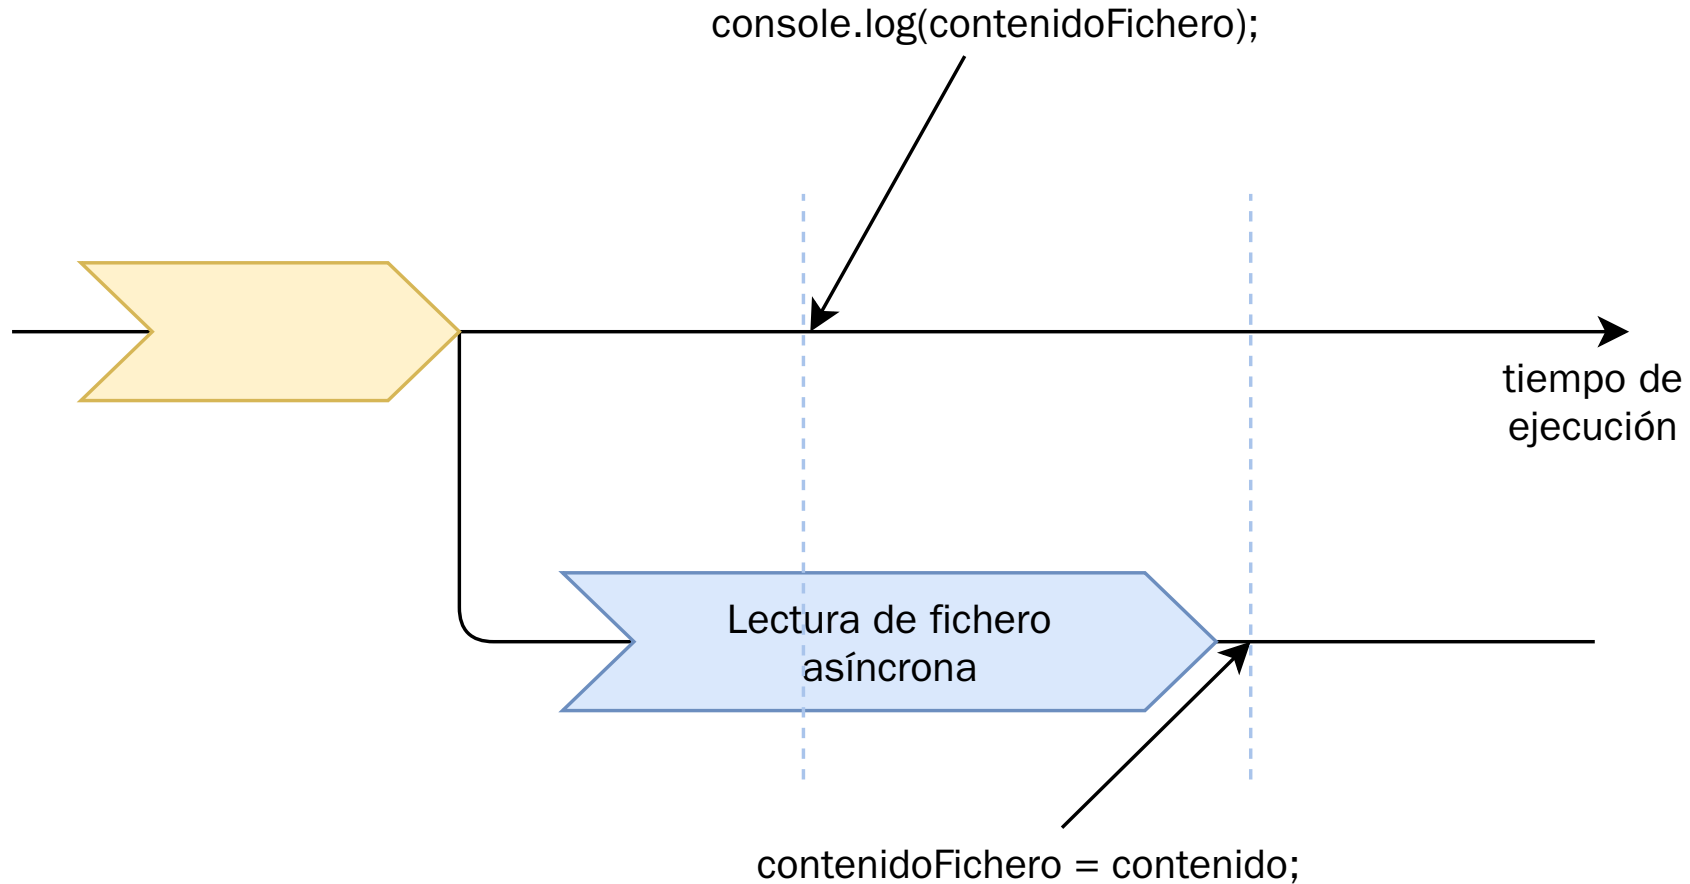 console.log(contenidoFichero);
tiempo de
ejecución
Lectura de fichero
asíncrona
contenidoFichero = contenido;